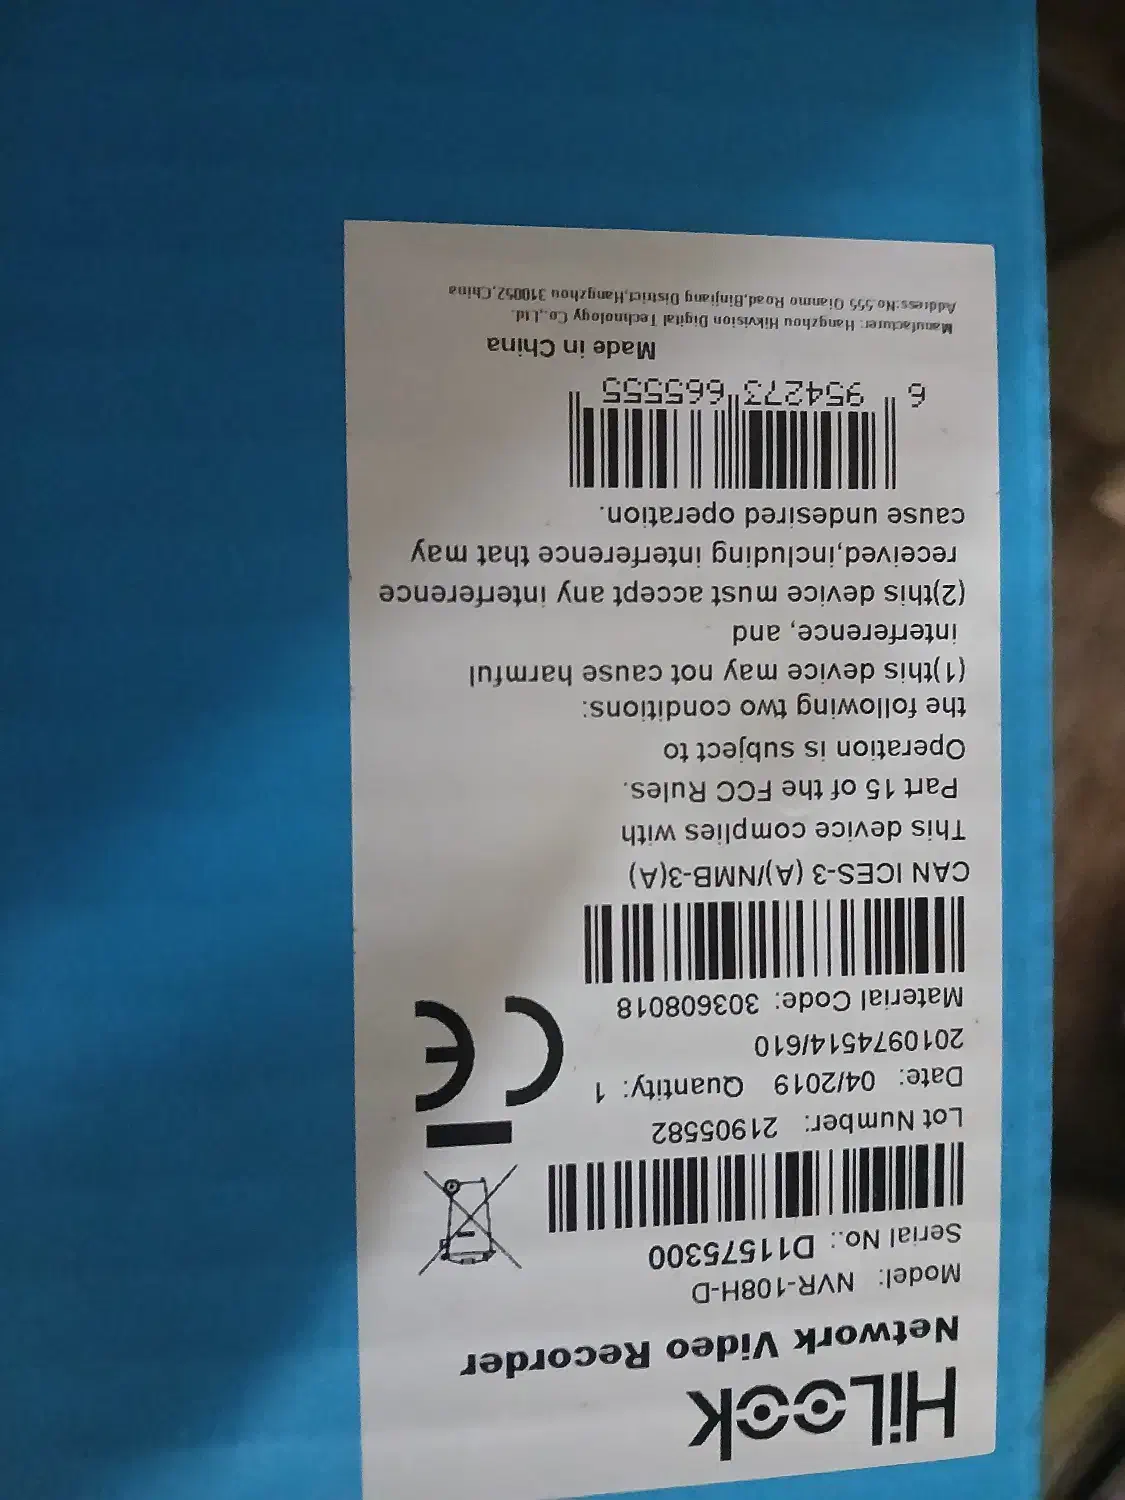 HiLook
Network Video Recorder
Model: NVR-108H-D
Serial No.: D11575300
Lot Number: 21905582
Date: 04/2019 Quantity: 1
2010974514/610
Material Code: 303608018
CE
CAN ICES-3 (A)/NMB-3(A)
This device complies with
Part 15 of the FCC Rules.
Operation is subject to
the following two conditions:
(1)this device may not cause harmful
interference, and
(2)this device must accept any interference
received,including interference that may
cause undesired operation.
6 954273 665555
Made in China
Manufacturer: Hangzhou Hikvision Digital Technology Co.,Ltd.
Address:No.555 Qianmo Road,Binjiang District,Hangzhou 310052,China